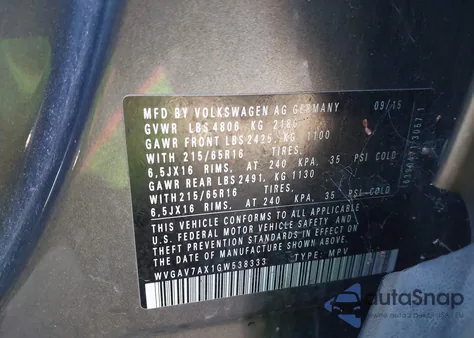 MFD BY VOLKSWAGEN AG GERMANY 09/15
GVWR LBS 4806 KG 2180
GAWR FRONT LBS 2425 KG 1100
WITH 215/65R16 TIRES.
6.5JX16 RIMS. AT 240 KPA. 35 PSI COLD
GAWR REAR LBS 2491. KG 1130
WITH 215/65R16 TIRES.
6.5JX16 RIMS. AT 240 KPA. 35 PSI COLD
THIS VEHICLE CONFORMS TO ALL APPLICABLE
U.S. FEDERAL MOTOR VEHICLE SAFETY AND
THEFT PREVENTION STANDARDS IN EFFECT ON
THE DATE OF MANUFACTURE SHOWN ABOVE.
WVGAV7AX1GW538333 TYPE: MPV
autaSnap